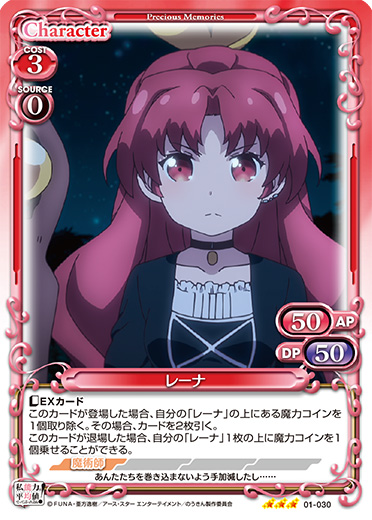 Precious Memories
Character
COST
3
SOURCE
0
50 AP
DP 50
レーナ
EXカード
このカードが登場した場合、自分の「レーナ」の上にある魔力コインを
1個取り除く。その場合、カードを2枚引く。
このカードが退場した場合、自分の「レーナ」1枚の上に魔力コインを
1個乗せることができる。
魔術師
あんたたちを巻き込まないよう手加減したし……
私、能力は
平均値
01-030
©FUNA・亜方逸樹／アース・スター エンターテイメント／のうきん製作委員会